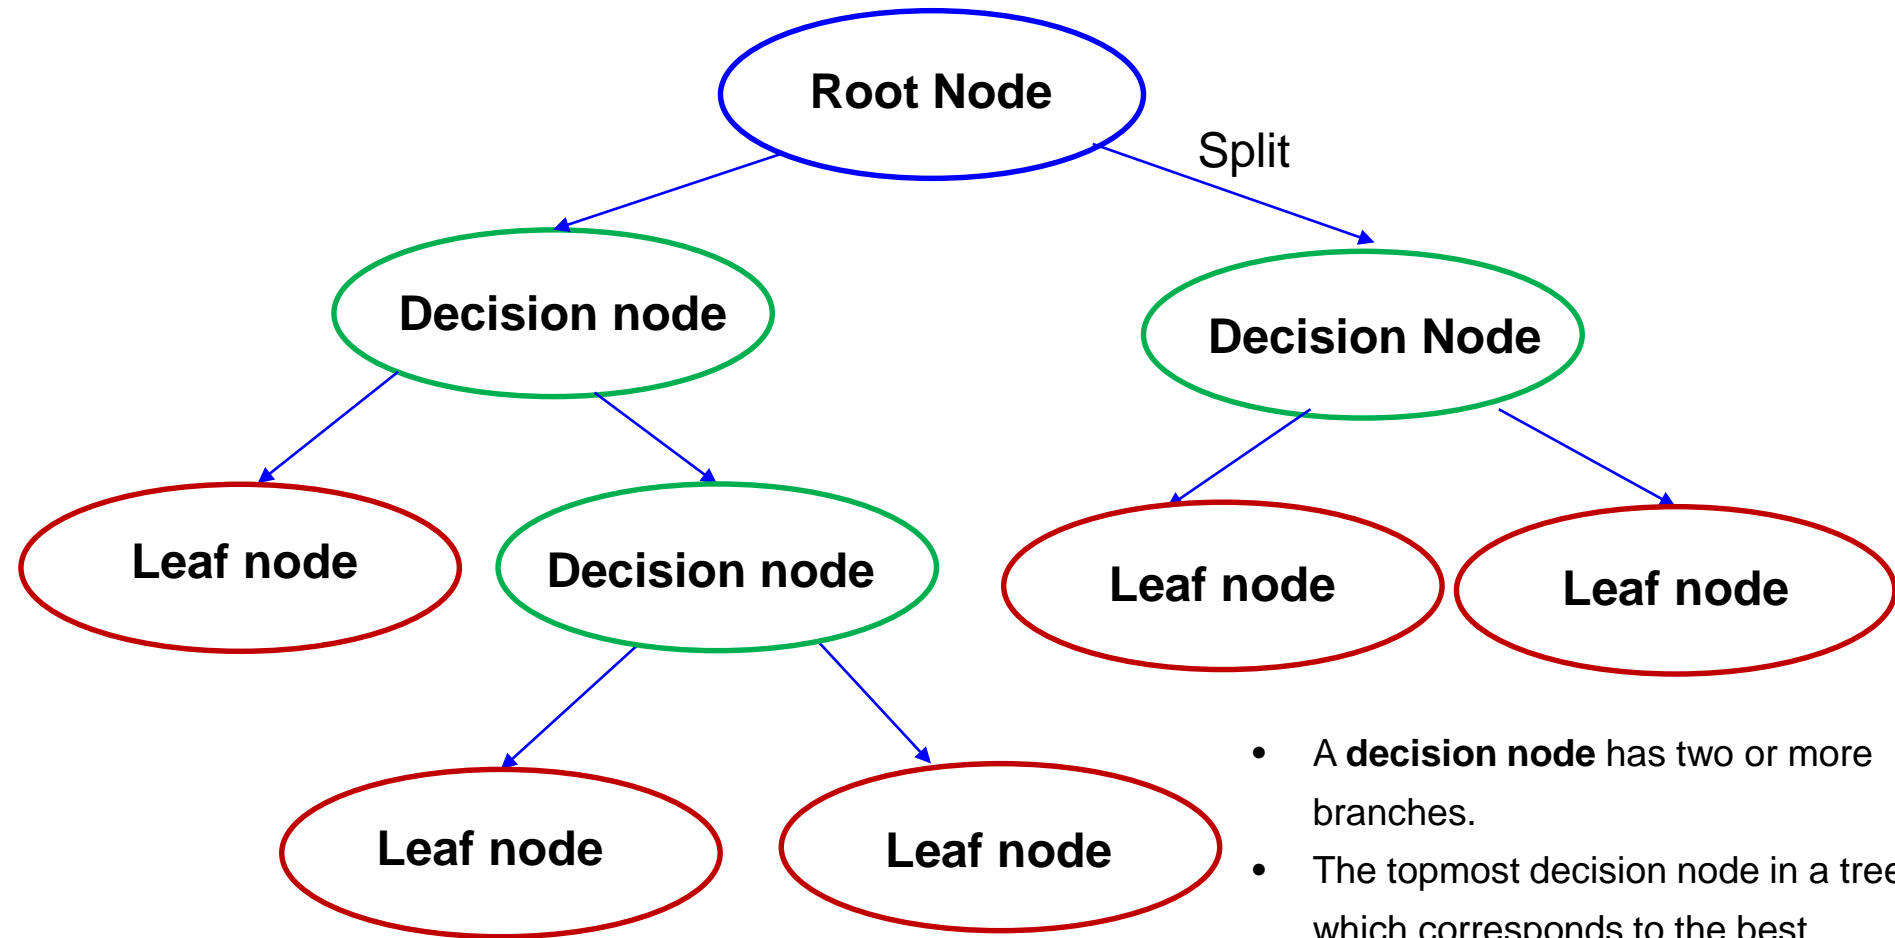 Root Node
Split
Decision node
Decision Node
Leaf node
Decision node
Leaf node
Leaf node
Leaf node
Leaf node
• A decision node has two or more
branches.
• The topmost decision node in a tree
which corresponds to the best